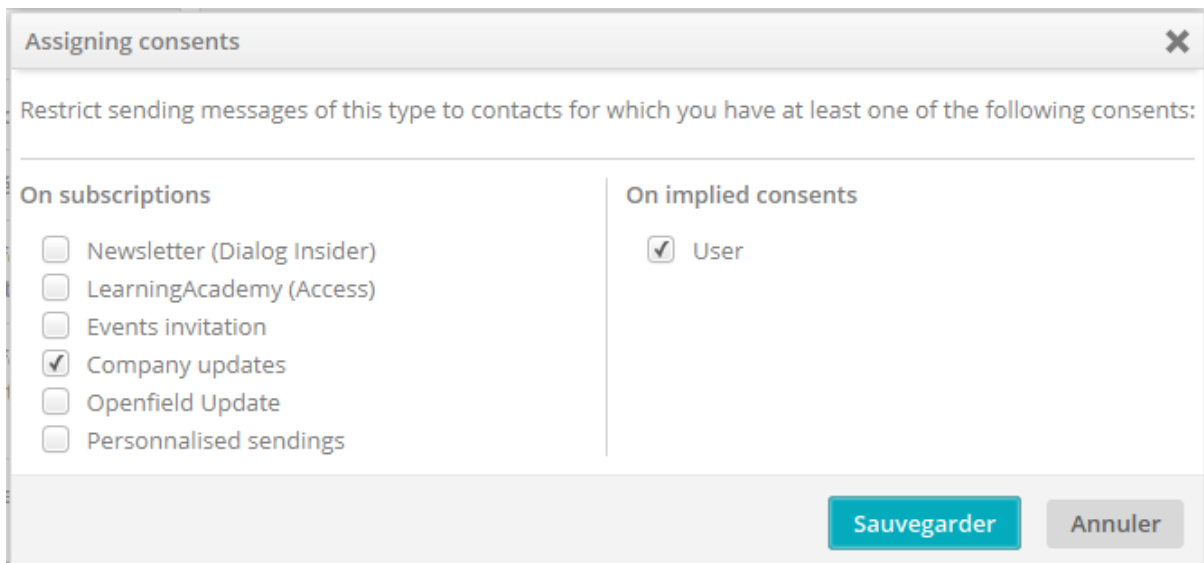 Assigning consents
Restrict sending messages of this type to contacts for which you have at least one of the following consents:
On subscriptions
Newsletter (Dialog Insider)
LearningAcademy (Access)
Events invitation
Company updates
Openfield Update
Personnalised sendings
On implied consents
User
Sauvegarder
Annuler